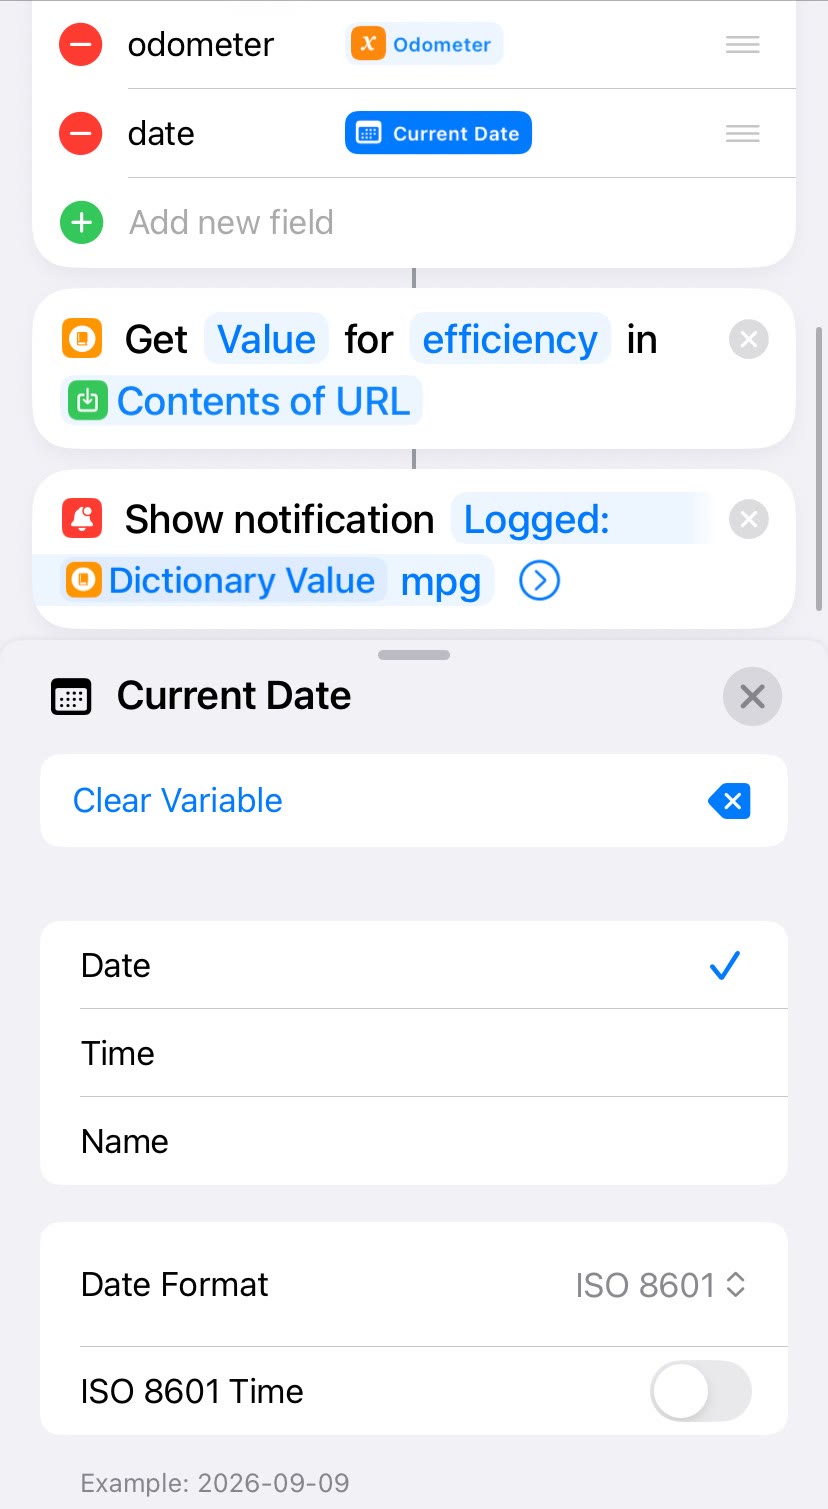 odometer Odometer
date Current Date
Add new field
Get Value for efficiency in
Contents of URL
Show notification Logged:
Dictionary Value mpg
Current Date
Clear Variable
Date
Time
Name
Date Format ISO 8601
ISO 8601 Time
Example: 2026-09-09